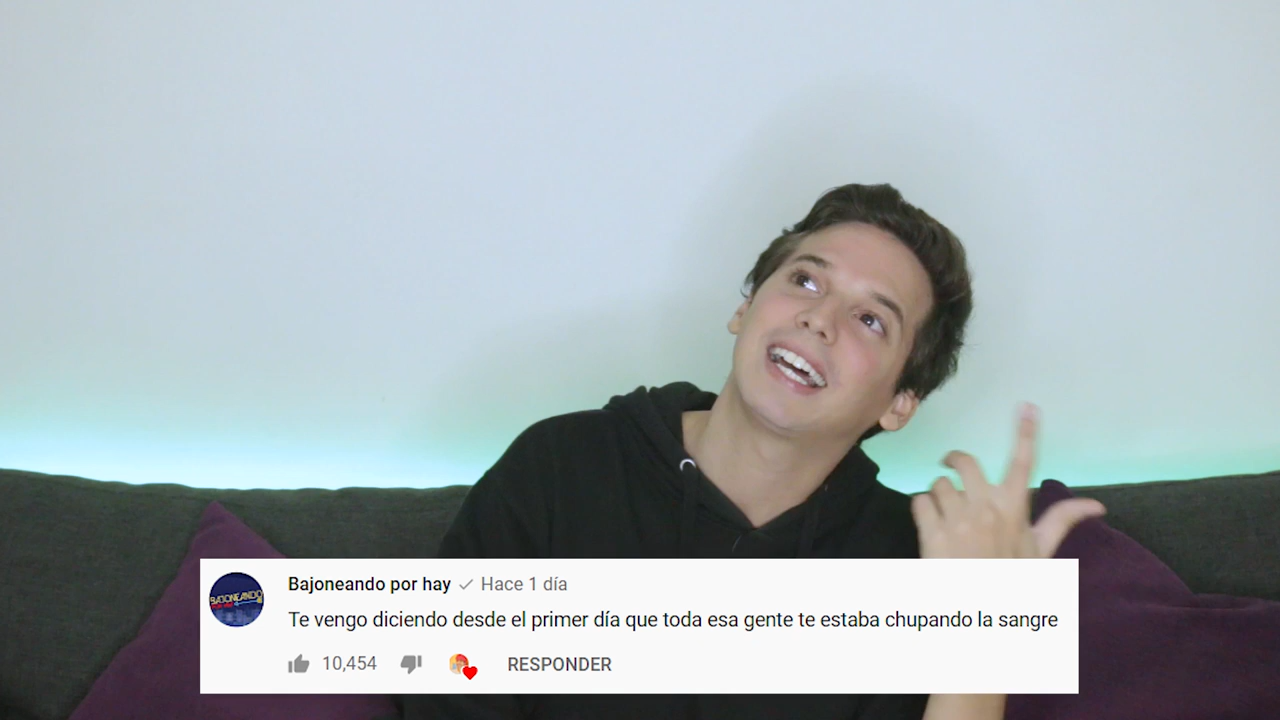 Bajoneando por hay Hace 1 día
Te vengo diciendo desde el primer día que toda esa gente te estaba chupando la sangre
10,454 RESPONDER
BAJONEANDO